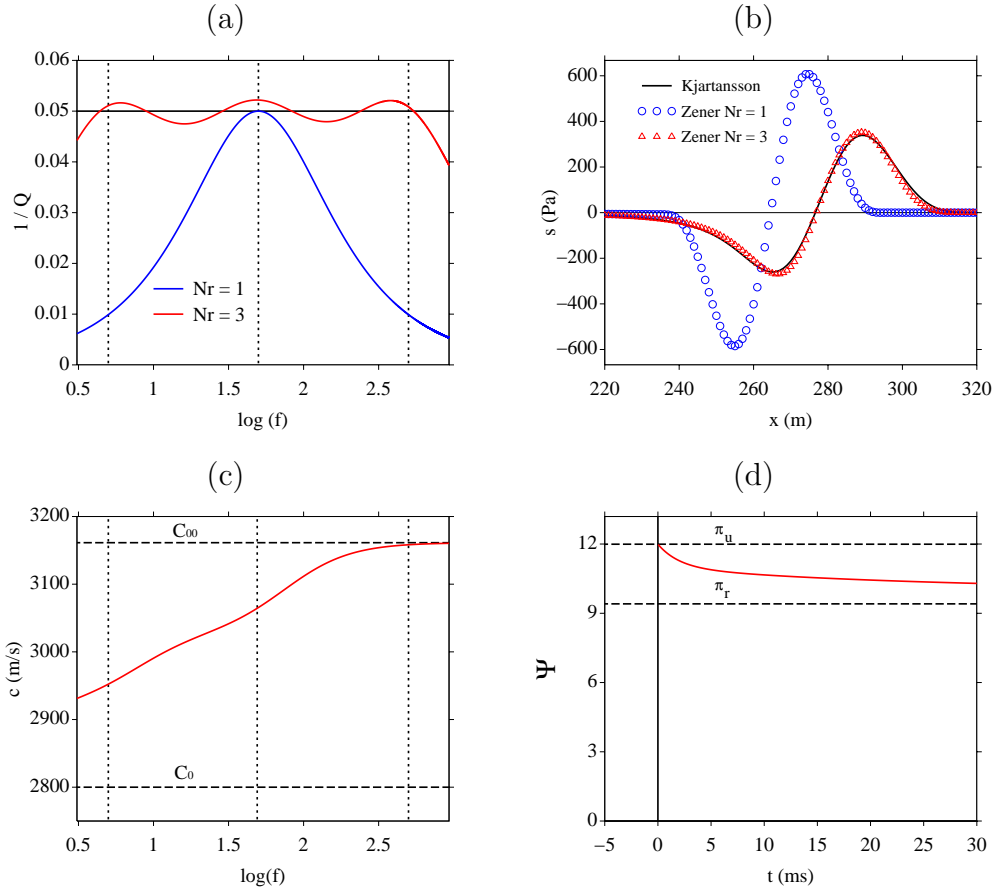 (a)
0.06
0.05
0.04
0.03
0.02
0.01
0
1 / Q
Nr = 1
Nr = 3
0.5 1 1.5 2 2.5
log (f)
(b)
600
400
200
0
−200
−400
−600
s (Pa)
Kjartansson
Zener Nr = 1
Zener Nr = 3
220 240 260 280 300 320
x (m)
(c)
3200
3100
3000
2900
2800
c (m/s)
C00
C0
0.5 1 1.5 2 2.5
log(f)
(d)
12
9
6
3
0
Ψ
π_u
π_r
−5 0 5 10 15 20 25 30
t (ms)